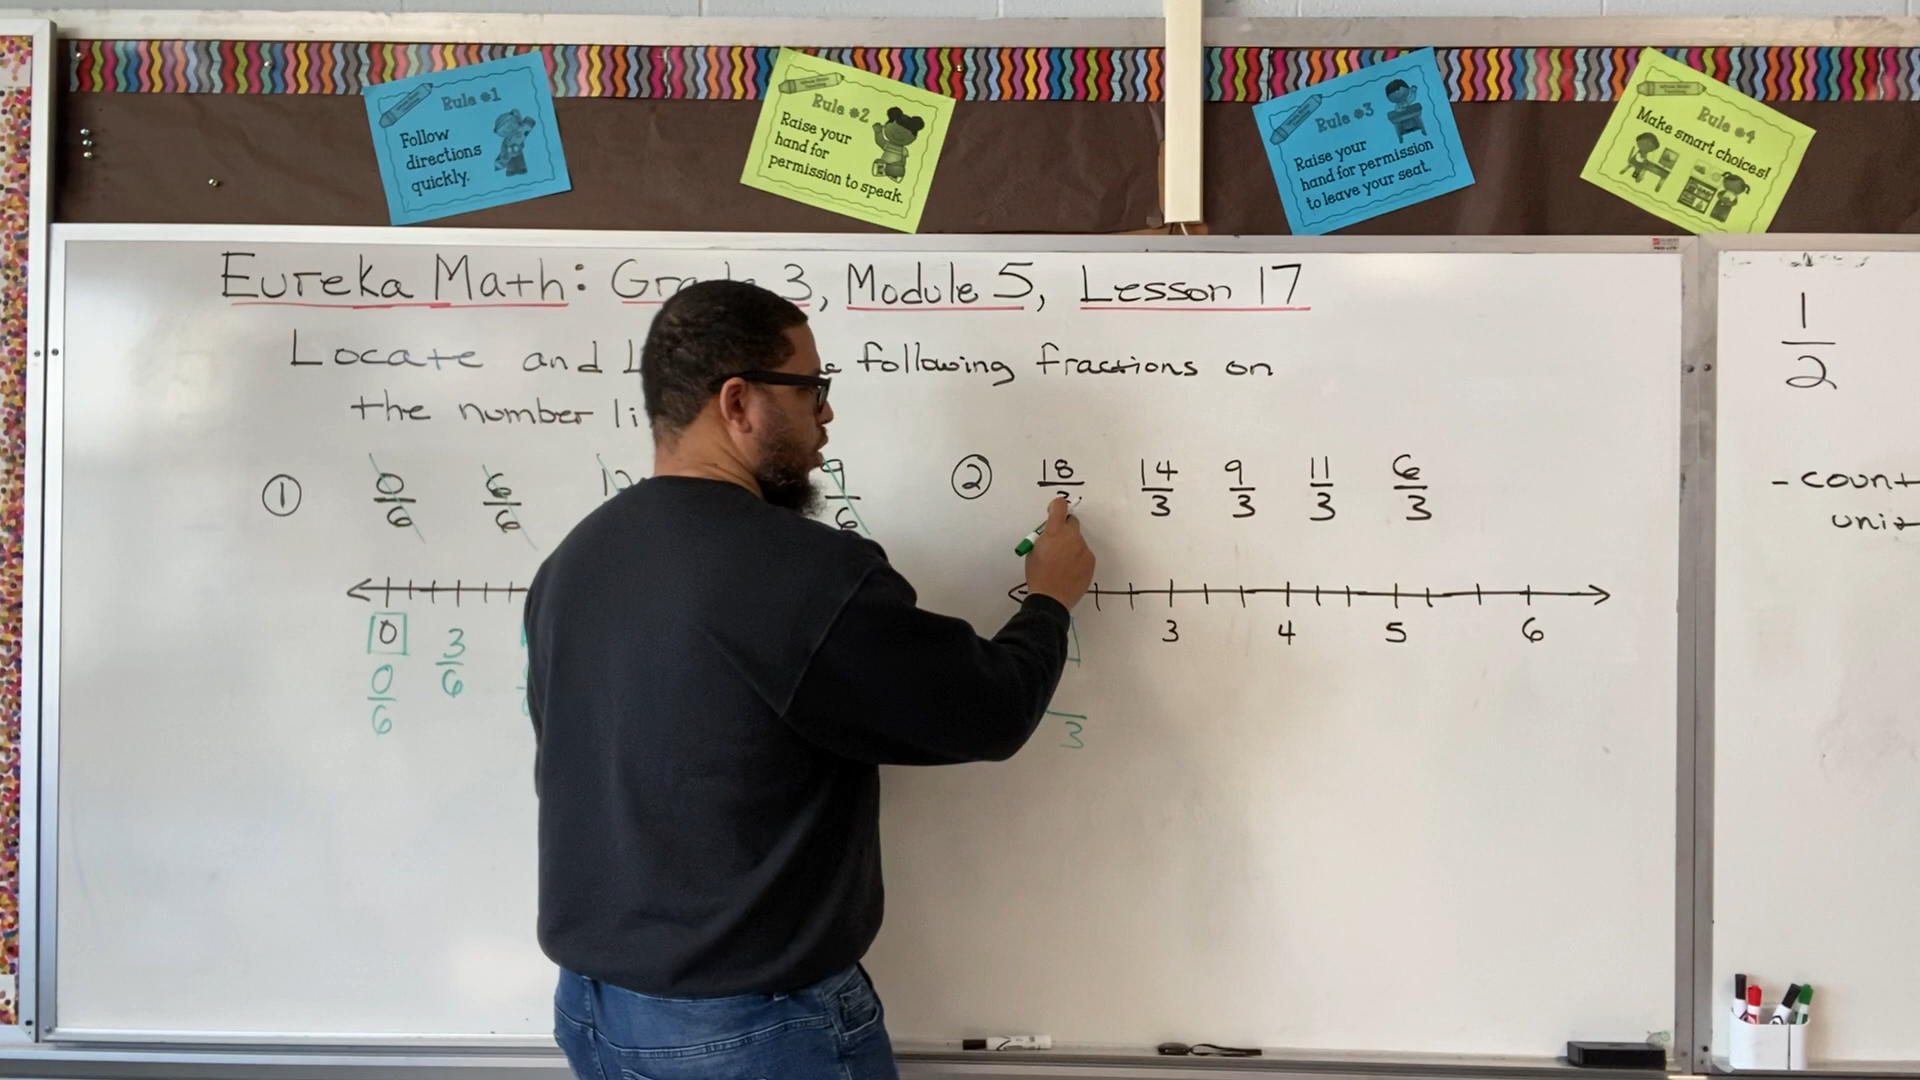 Rule #1
Follow
directions
quickly.
Rule #2
Raise your
hand for
permission to speak.
Rule #3
Raise your
hand for permission
to leave your seat.
Rule #4
Make smart choices!
Eureka Math: Grade 3, Module 5, Lesson 17
Locate and following fractions on
the number
① 0/6 6/6 12 9/6
0 3/6
0/6
② 18/3 14/3 9/3 11/3 6/3
3 4 5 6
3
1/2
- count
unit